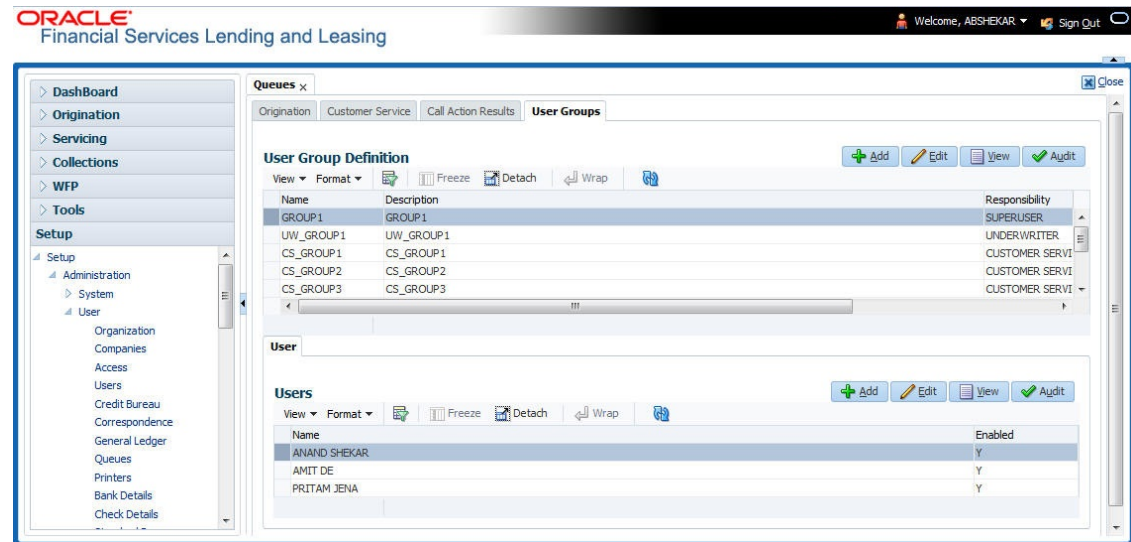 ORACLE
Financial Services Lending and Leasing
Welcome, ABSHEKAR
Sign Out
Close
DashBoard
Origination
Servicing
Collections
WFP
Tools
Setup
Setup
Administration
System
User
Organization
Companies
Access
Users
Credit Bureau
Correspondence
General Ledger
Queues
Printers
Bank Details
Check Details
Queues
Origination Customer Service Call Action Results User Groups
User Group Definition
Add Edit View Audit
View Format Freeze Detach Wrap
Name Description Responsibility
GROUP1 GROUP1 SUPERUSER
UW_GROUP1 UW_GROUP1 UNDERWRITER
CS_GROUP1 CS_GROUP1 CUSTOMER SERVI
CS_GROUP2 CS_GROUP2 CUSTOMER SERVI
CS_GROUP3 CS_GROUP3 CUSTOMER SERVI
User
Users
Add Edit View Audit
View Format Freeze Detach Wrap
Name Enabled
ANAND SHEKAR Y
AMIT DE Y
PRITAM JENA Y